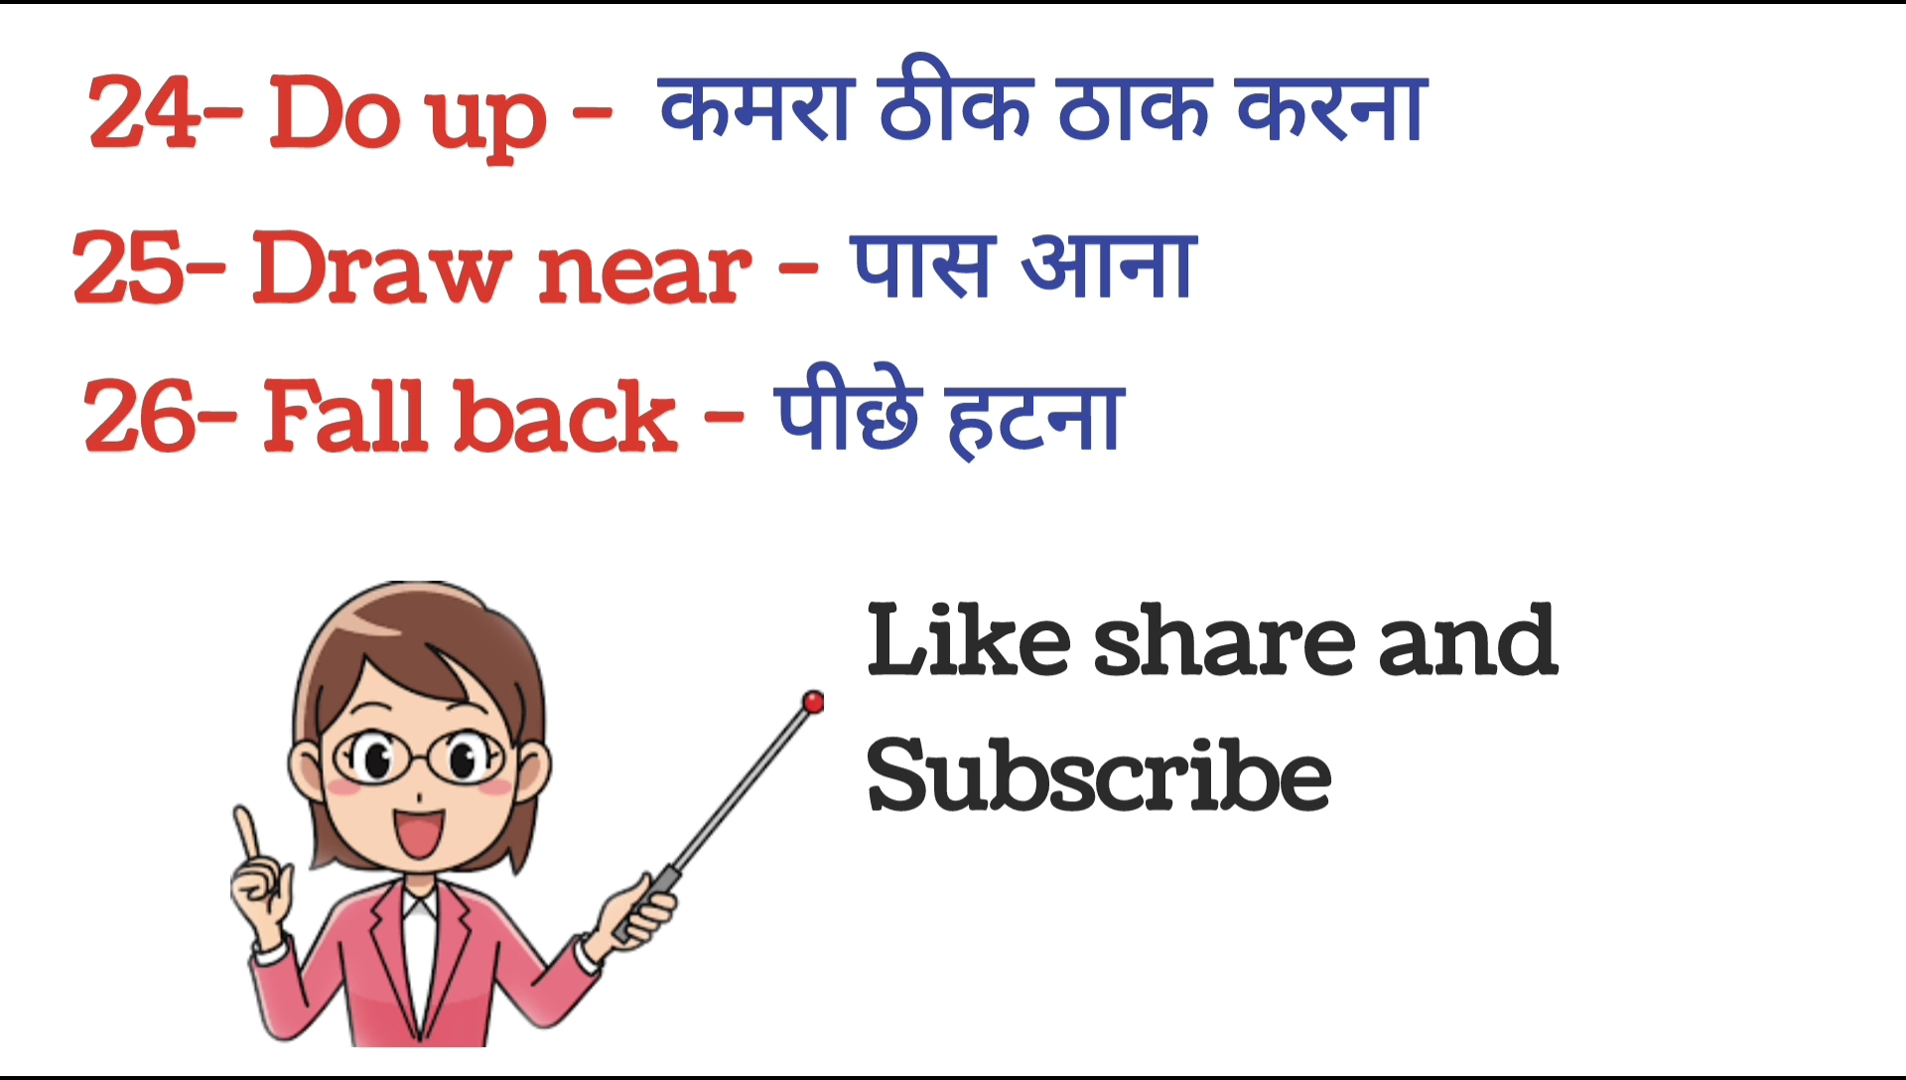 24- Do up - कमरा ठीक ठाक करना
25- Draw near - पास आना
26- Fall back - पीछे हटना
Like share and
Subscribe